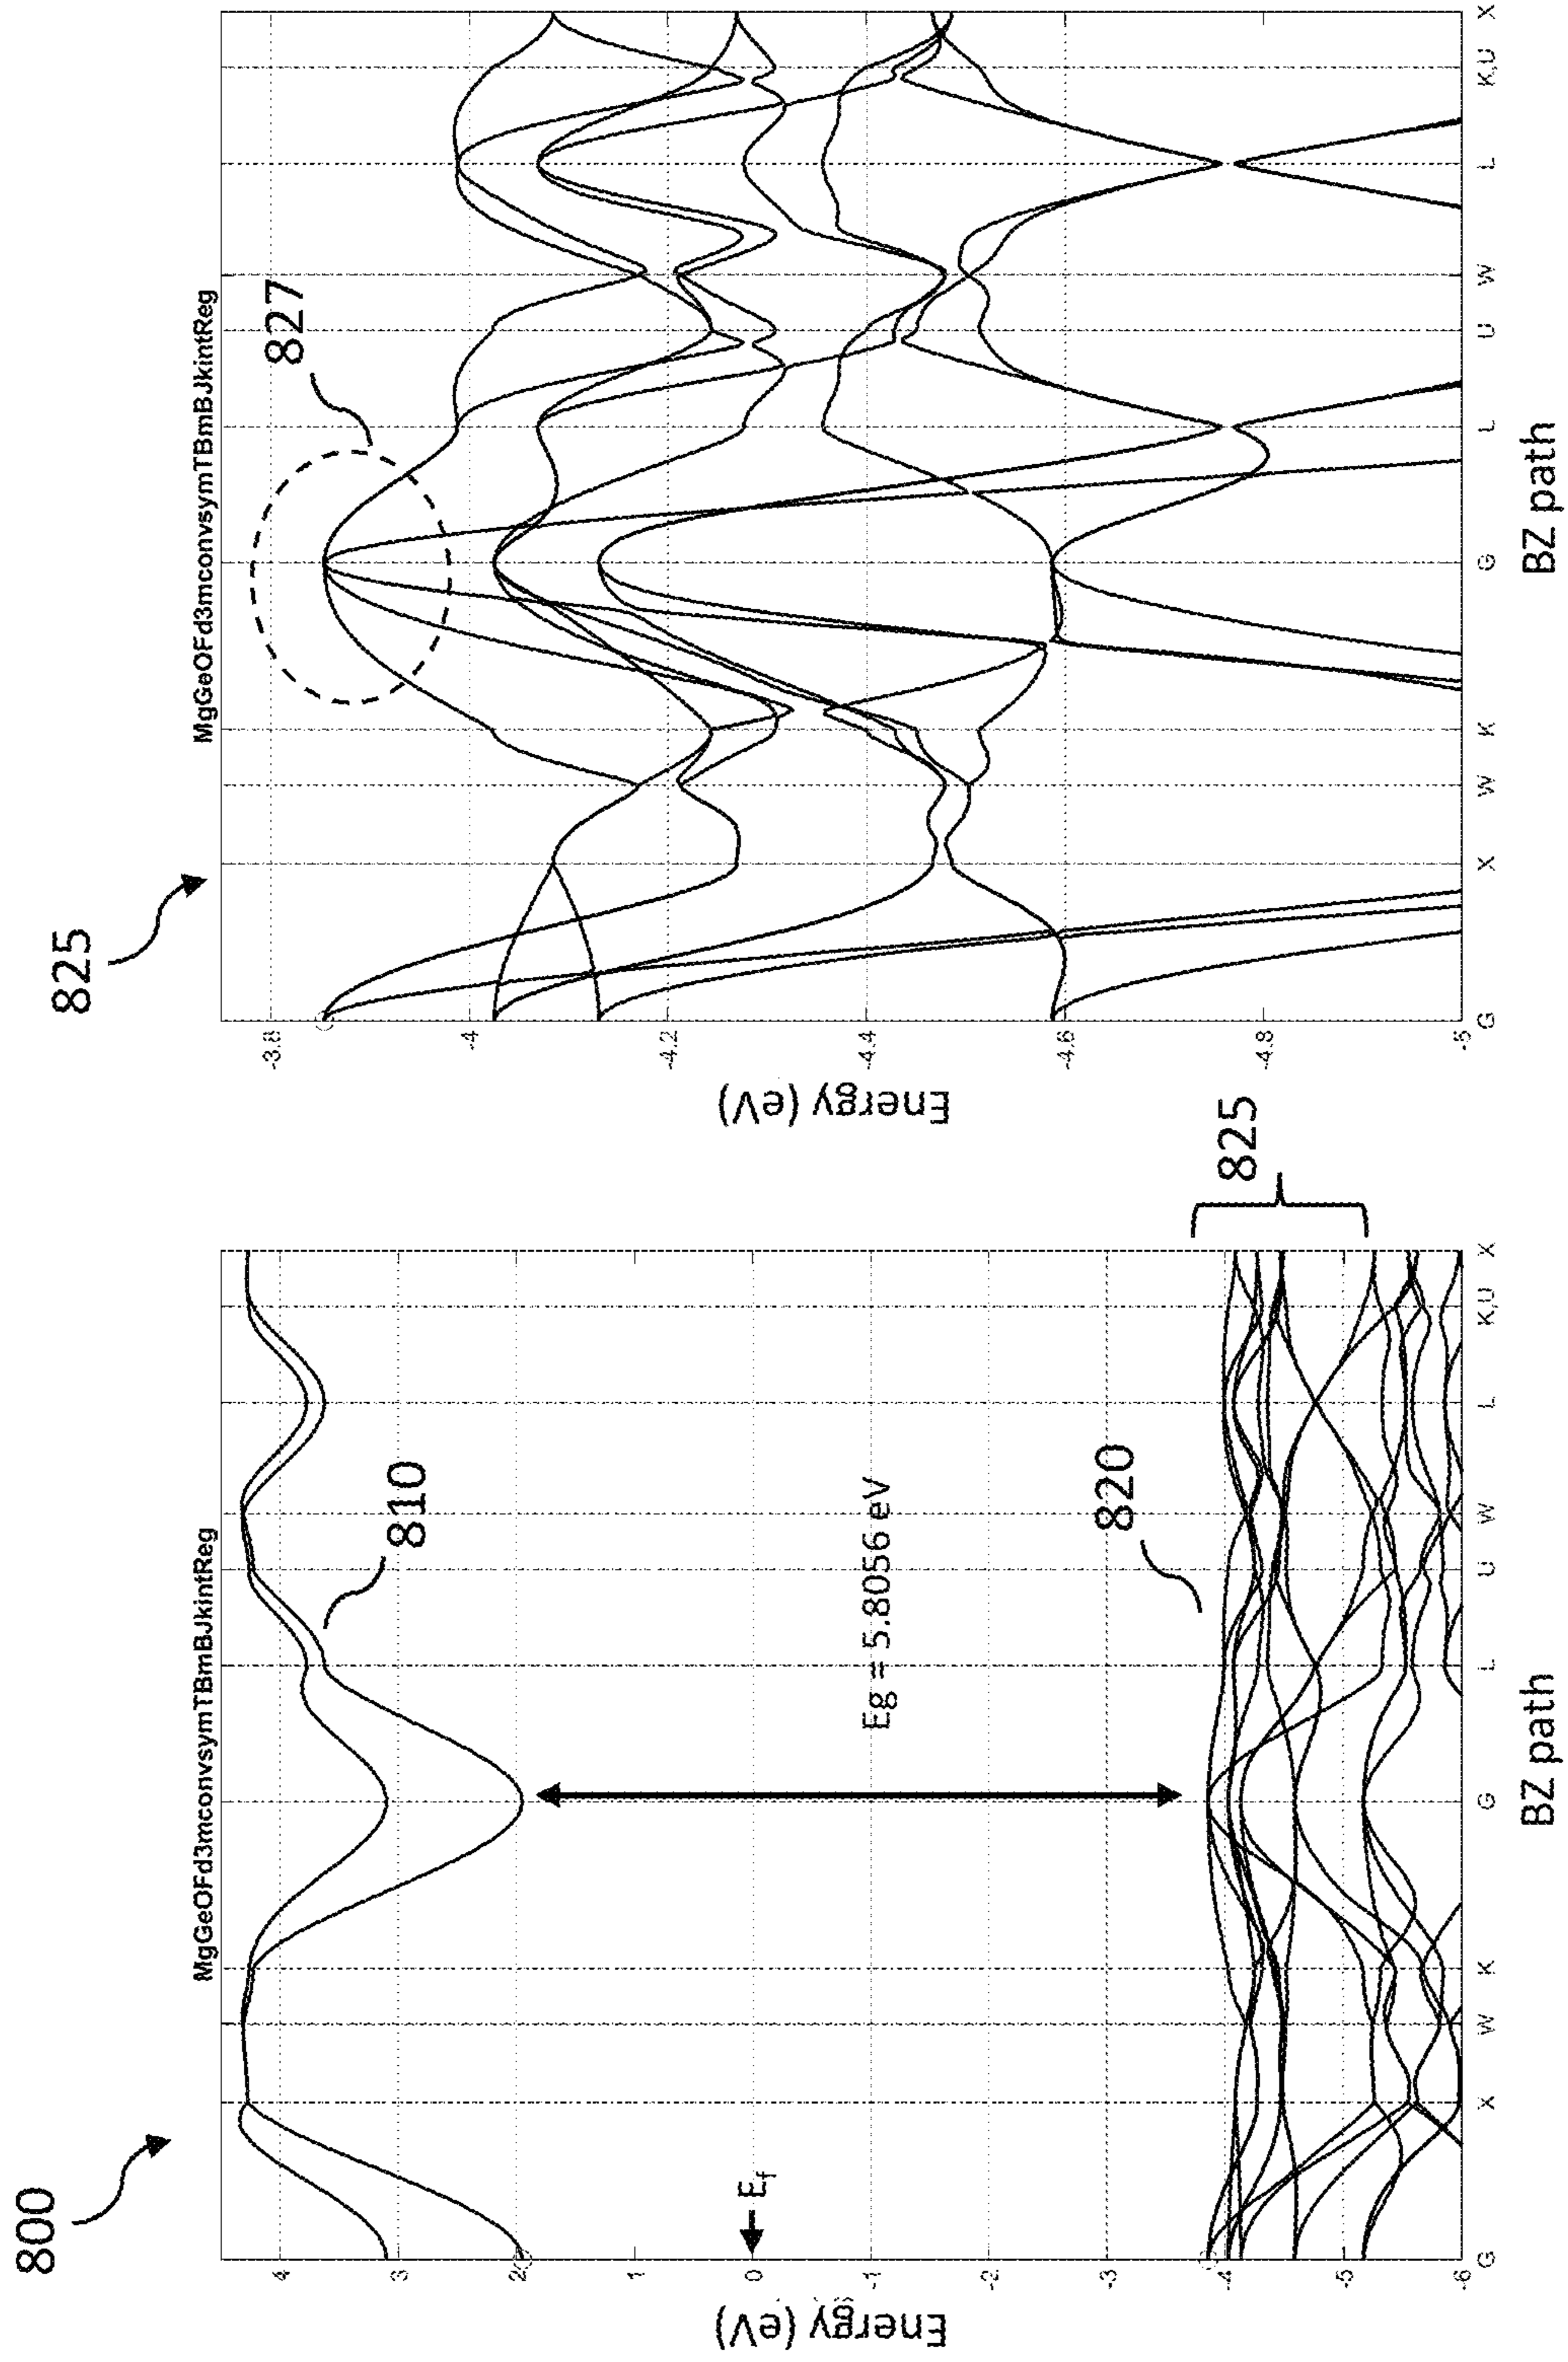 800
MgGeOFd3mconvsymTBmBJkintReg
810
4
3
2
1
0
-1
-2
-3
-4
-5
-6
Energy (eV)
Ef
Eg = 5.8056 eV
820
825
G X W K G L U W L K,U X
BZ path
825
MgGeOFd3mconvsymTBmBJkintReg
827
-3.8
-4
-4.2
-4.4
-4.6
-4.8
-5
Energy (eV)
G X W K G L U W L K,U X
BZ path